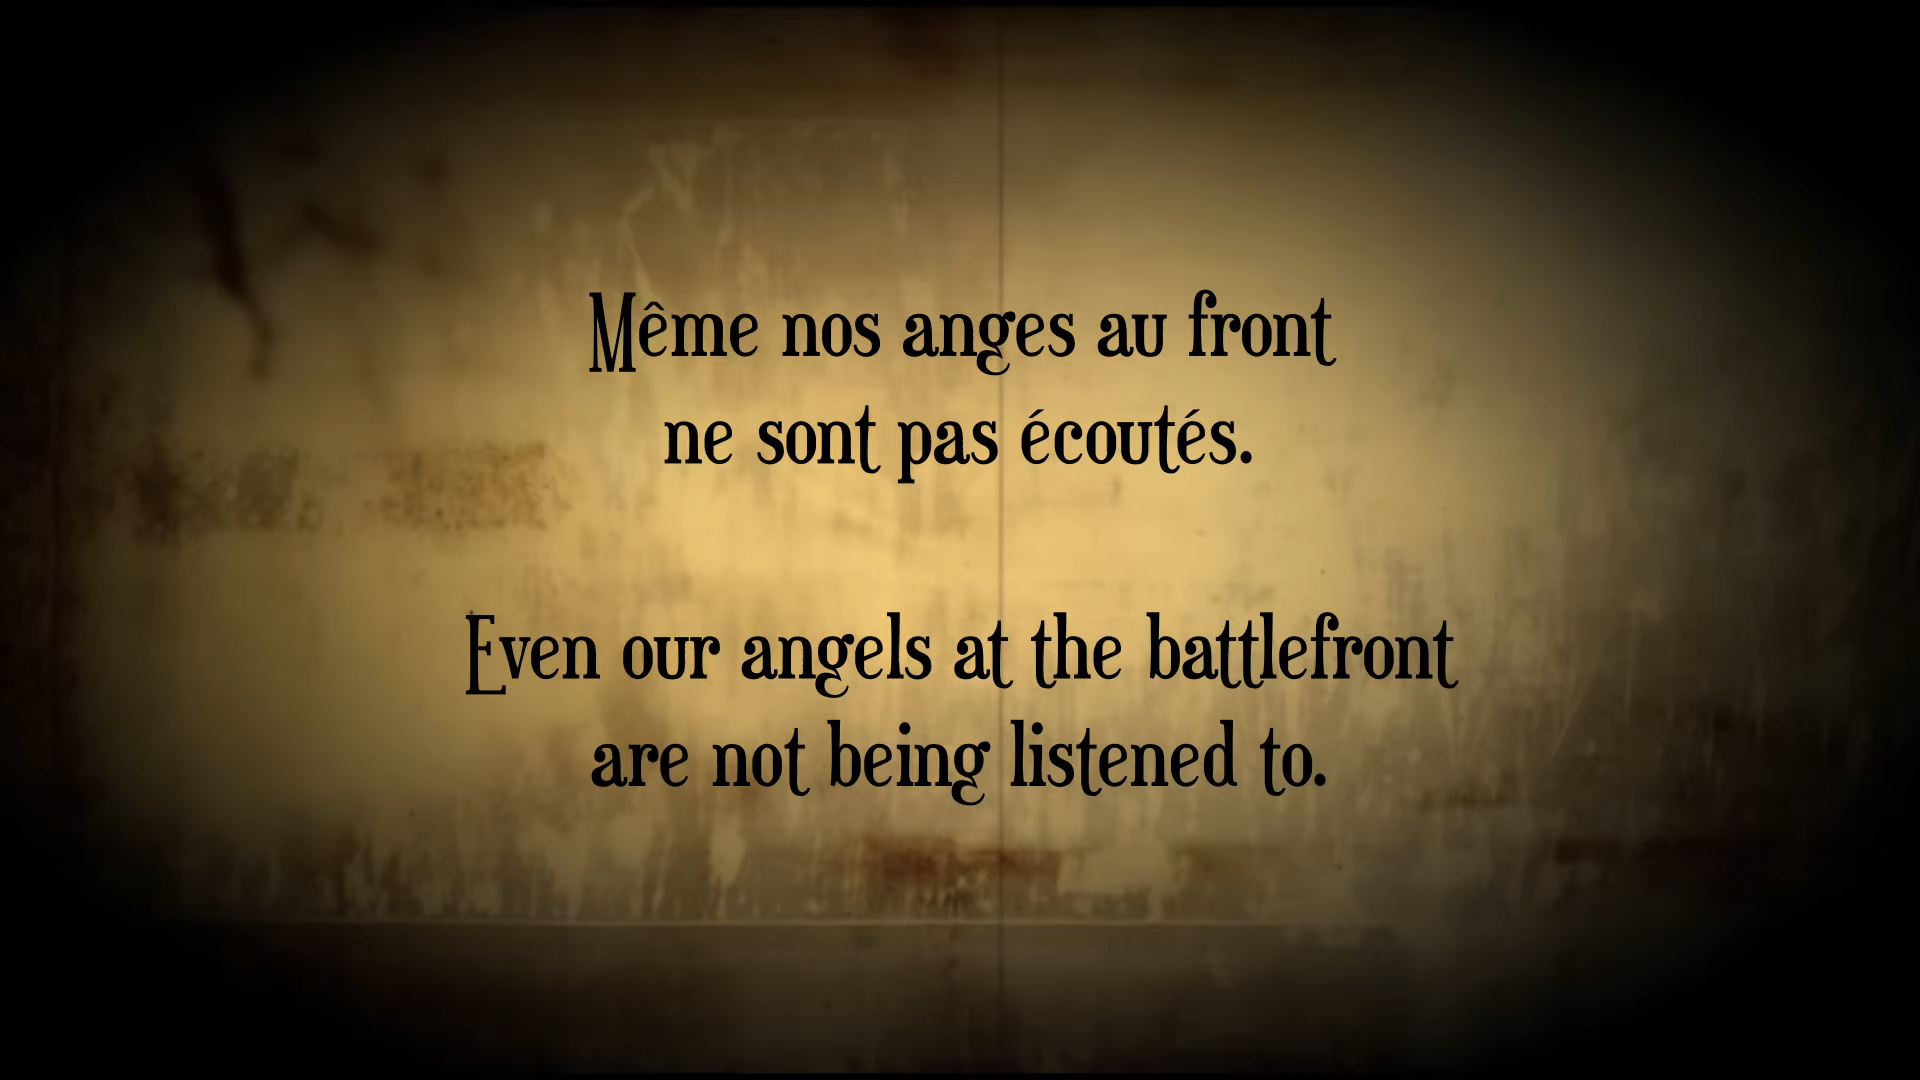 Même nos anges au front
ne sont pas écoutés.
Even our angels at the battlefront
are not being listened to.